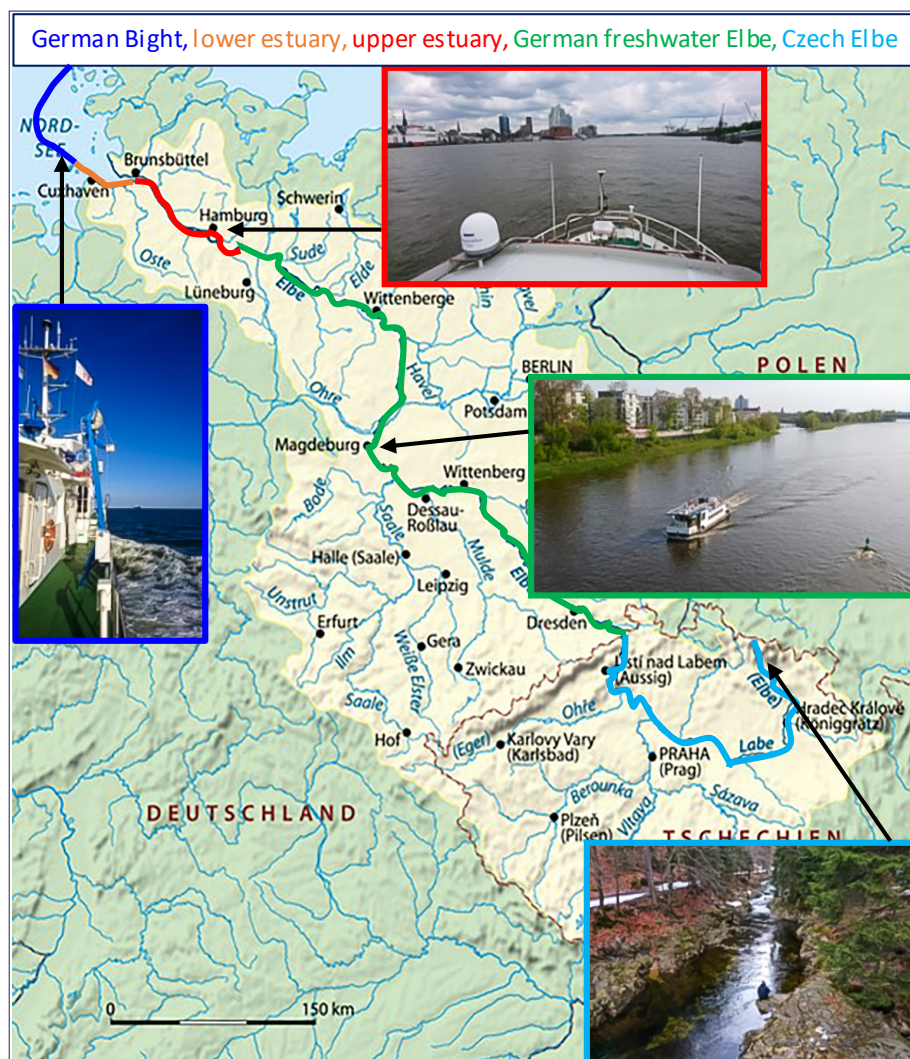 German Bight, lower estuary, upper estuary, German freshwater Elbe, Czech Elbe
NORD-
SEE
Brunsbüttel
Cuxhaven
Schwerin
Hamburg
Sude
Oste
Elbe
Elde
Lüneburg
Wittenberge
Havel
BERLIN
POLEN
Ohre
Potsdam
Magdeburg
Wittenberg
Bode
Dessau-
Roßlau
Saale
Mulde
Halle (Saale)
Leipzig
Unstrut
Dresden
Erfurt
Gera
Ilm
Weiße Elster
Zwickau
Ústí nad Labem
(Aussig)
(Elbe)
Saale
Ohře
Hradec Králové
(Königgrätz)
Hof
(Eger)
Karlovy Vary
(Karlsbad)
Labe
PRAHA
(Prag)
Berounka
Sázava
DEUTSCHLAND
Plzeň
(Pilsen)
Vltava
TSCHECHIEN
0
150 km